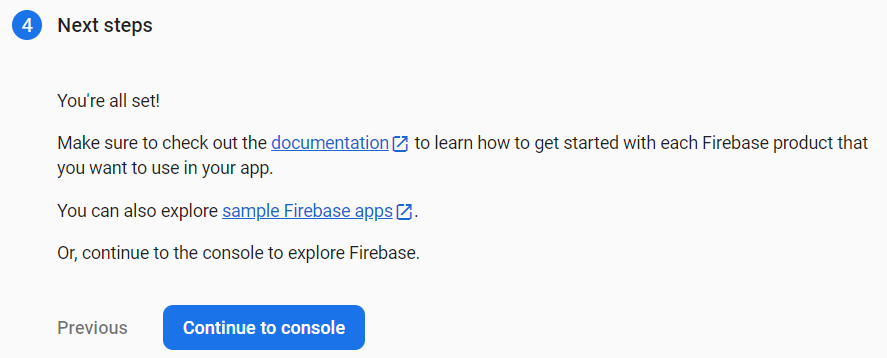 4 Next steps
You're all set!
Make sure to check out the documentation to learn how to get started with each Firebase product that
you want to use in your app.
You can also explore sample Firebase apps .
Or, continue to the console to explore Firebase.
Previous Continue to console